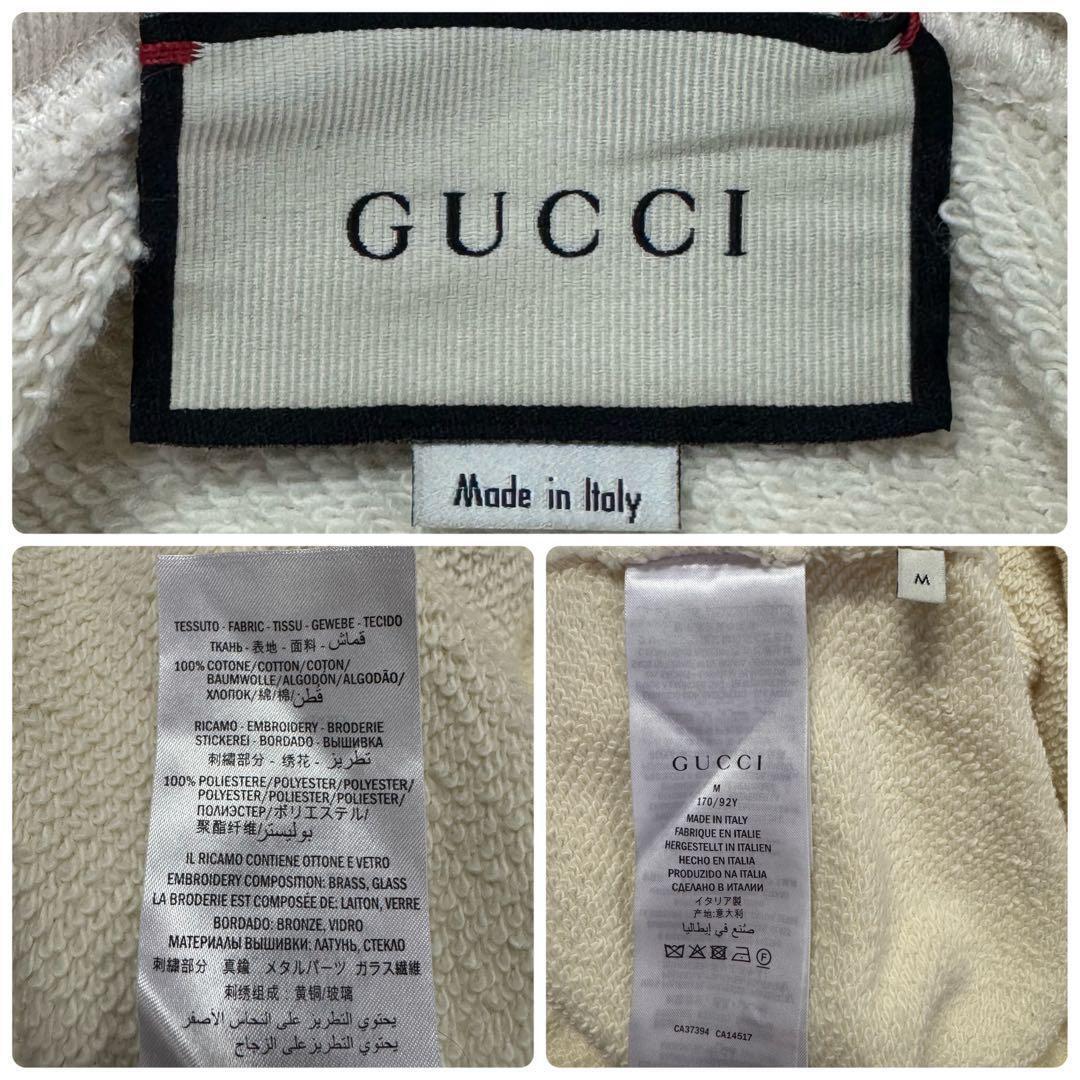 GUCCI
Made in Italy
TESSUTO - FABRIC - TISSU - GEWEBE - TECIDO
ТКАНЬ - 表地 - 面料 - قماش
100% COTONE/COTTON/COTON/
BAUMWOLLE/ALGODÓN/ALGODÃO/
ХЛОПОК/綿/棉/قطن
RICAMO - EMBROIDERY - BRODERIE
STICKEREI - BORDADO - ВЫШИВКА
刺繍部分 - 绣花 - تطريز
100% POLIESTERE/POLYESTER/POLYESTER/
POLYESTER/POLIESTER/POLIESTER/
ПОЛИЭСТЕР/ポリエステル/
聚酯纤维/بوليستر
IL RICAMO CONTIENE OTTONE E VETRO
EMBROIDERY COMPOSITION: BRASS, GLASS
LA BRODERIE EST COMPOSÉE DE: LAITON, VERRE
BORDADO: BRONZE, VIDRO
МАТЕРИАЛЫ ВЫШИВКИ: ЛАТУНЬ, СТЕКЛО
刺繍部分 真鍮 メタルパーツ ガラス繊維
刺绣组成：黄铜/玻璃
يحتوي التطريز على النحاس الأصفر
يحتوي التطريز على الزجاج
M
GUCCI
M
170/92Y
MADE IN ITALY
FABRIQUE EN ITALIE
HERGESTELLT IN ITALIEN
HECHO EN ITALIA
PRODUZIDO NA ITALIA
СДЕЛАНО В ИТАЛИИ
イタリア製
产地:意大利
صنع في إيطاليا
F
CA37394 CA14517